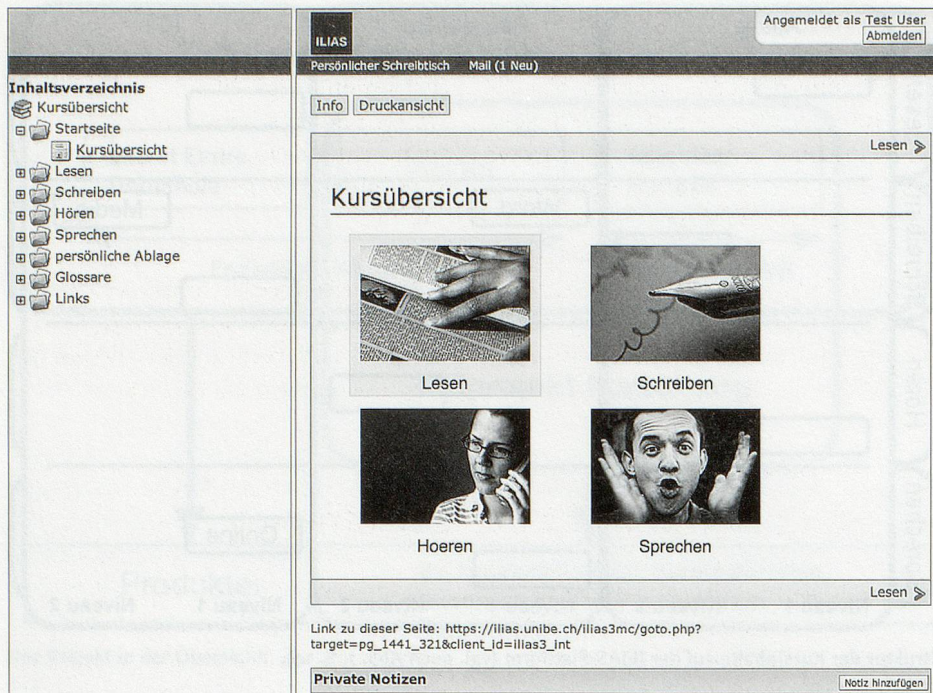 Angemeldet als Test User
Abmelden
ILIAS
Persönlicher Schreibtisch Mail (1 Neu)
Inhaltsverzeichnis
Kursübersicht
Startseite
Kursübersicht
Lesen
Schreiben
Hören
Sprechen
persönliche Ablage
Glossare
Links
Info Druckansicht
Lesen
Kursübersicht
Lesen Schreiben
Hoeren Sprechen
Lesen
Link zu dieser Seite: https://ilias.unibe.ch/ilias3mc/goto.php?
target=pg_1441_321&client_id=ilias3_int
Private Notizen Notiz hinzufügen